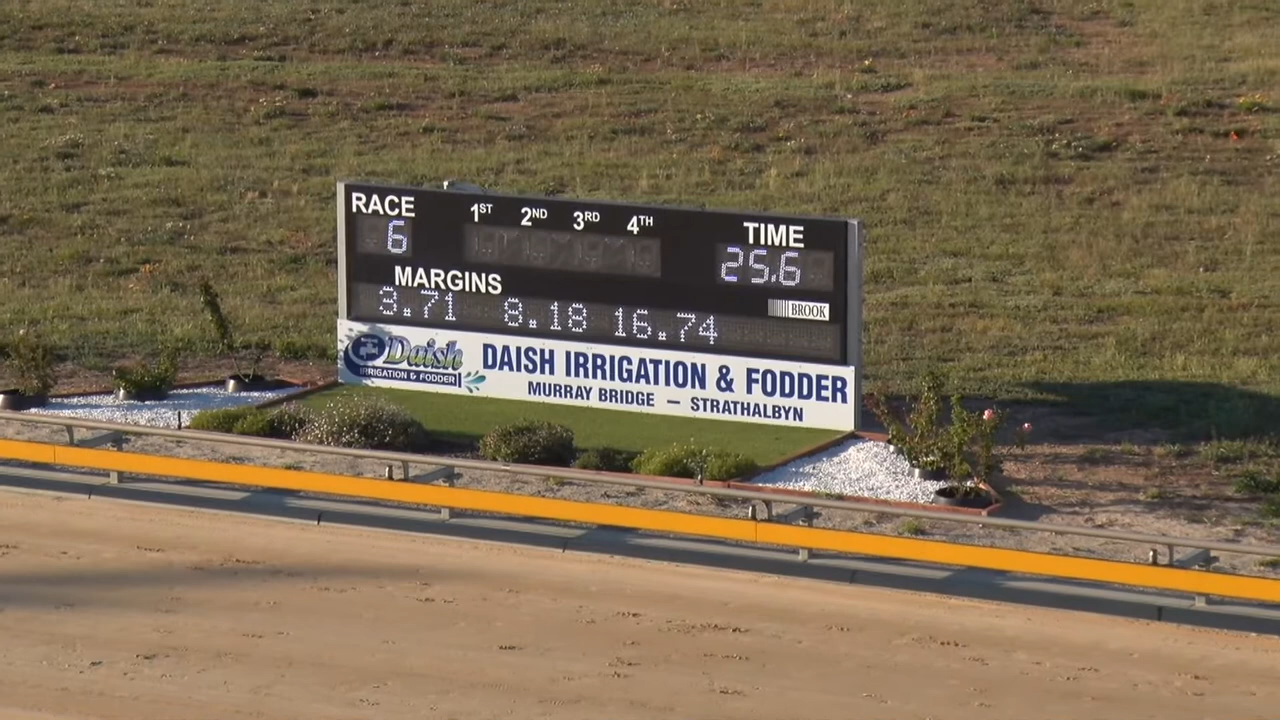 RACE 1ST 2ND 3RD 4TH TIME
6 25.6
MARGINS
3.71 8.18 16.74 BROOK
Daish
IRRIGATION & FODDER
DAISH IRRIGATION & FODDER
MURRAY BRIDGE – STRATHALBYN